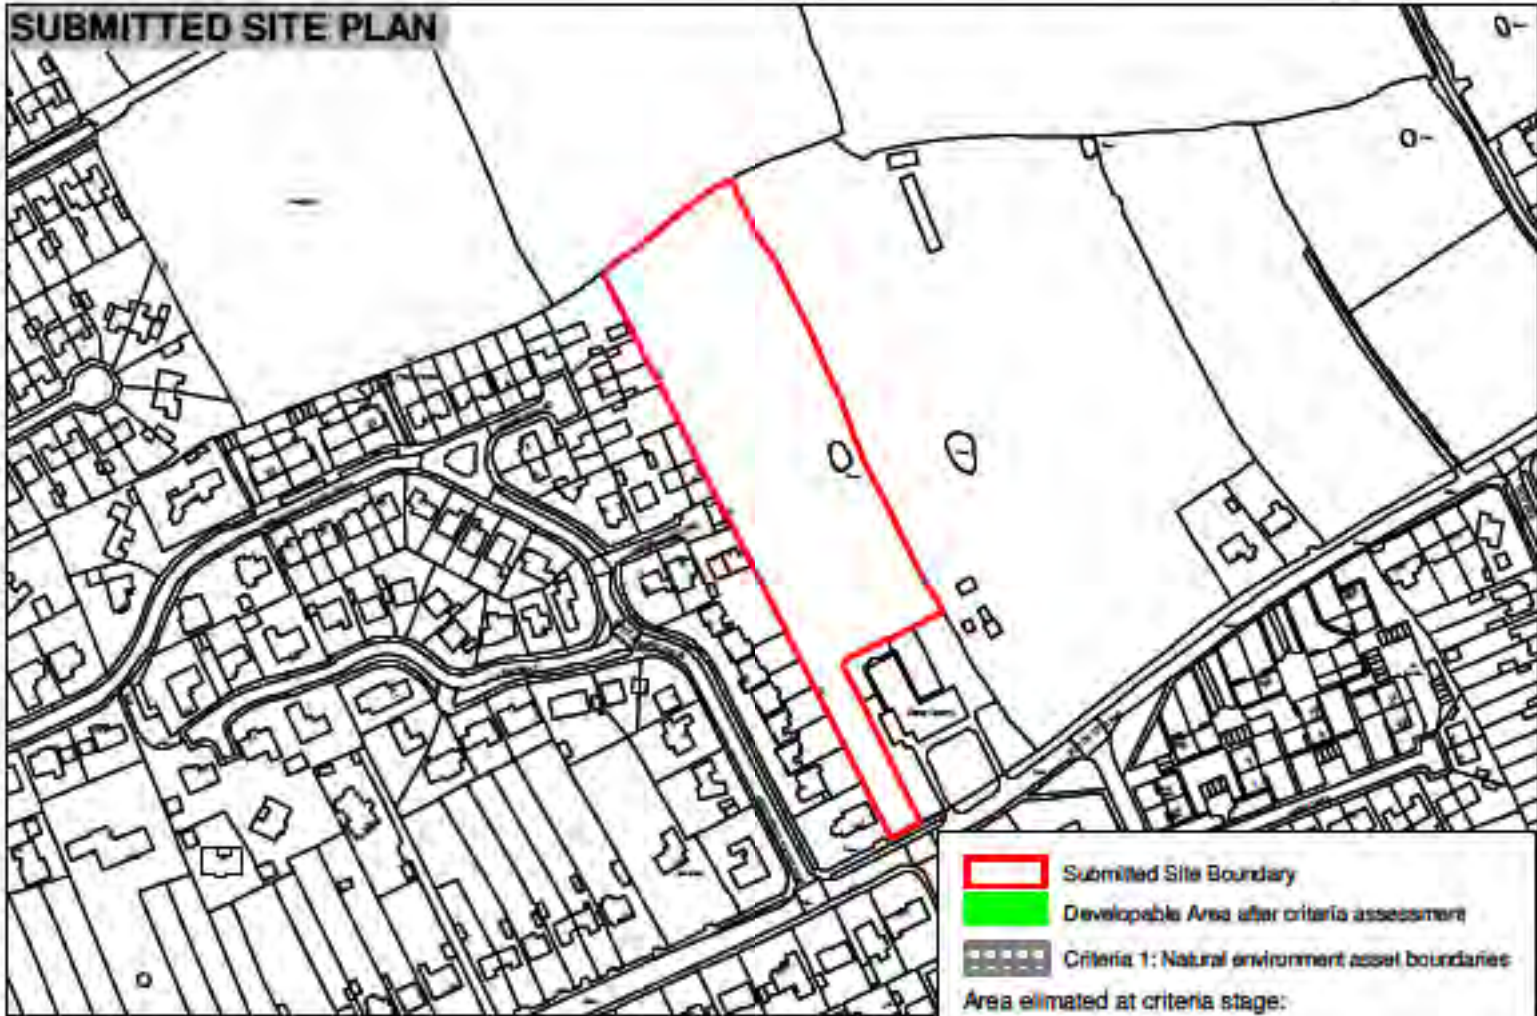 SUBMITTED SITE PLAN
Submitted Site Boundary
Developable Area after criteria assessment
Criteria 1: Natural environment asset boundaries
Area elimated at criteria stage: